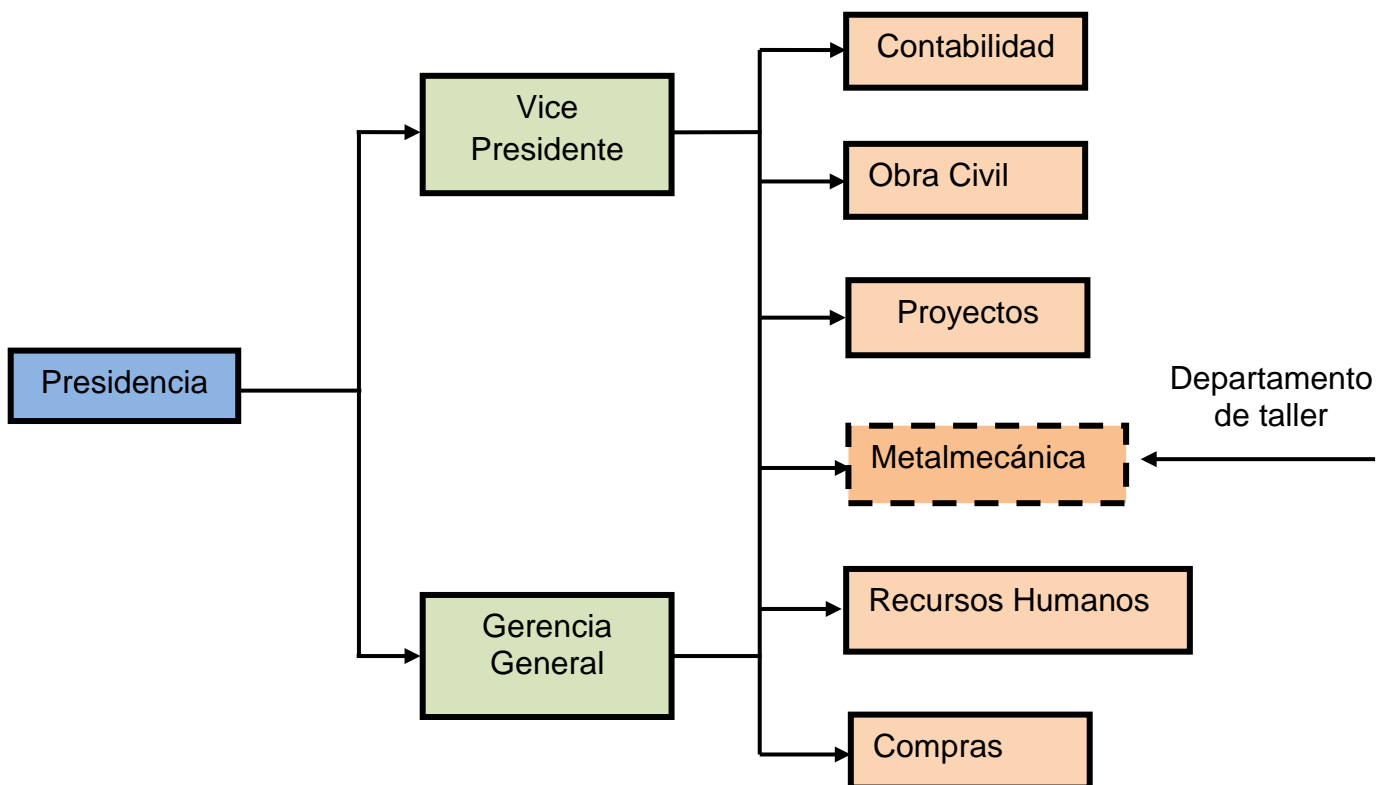 Presidencia
Vice
Presidente
Gerencia
General
Contabilidad
Obra Civil
Proyectos
Metalmecánica
Recursos Humanos
Compras
Departamento
de taller